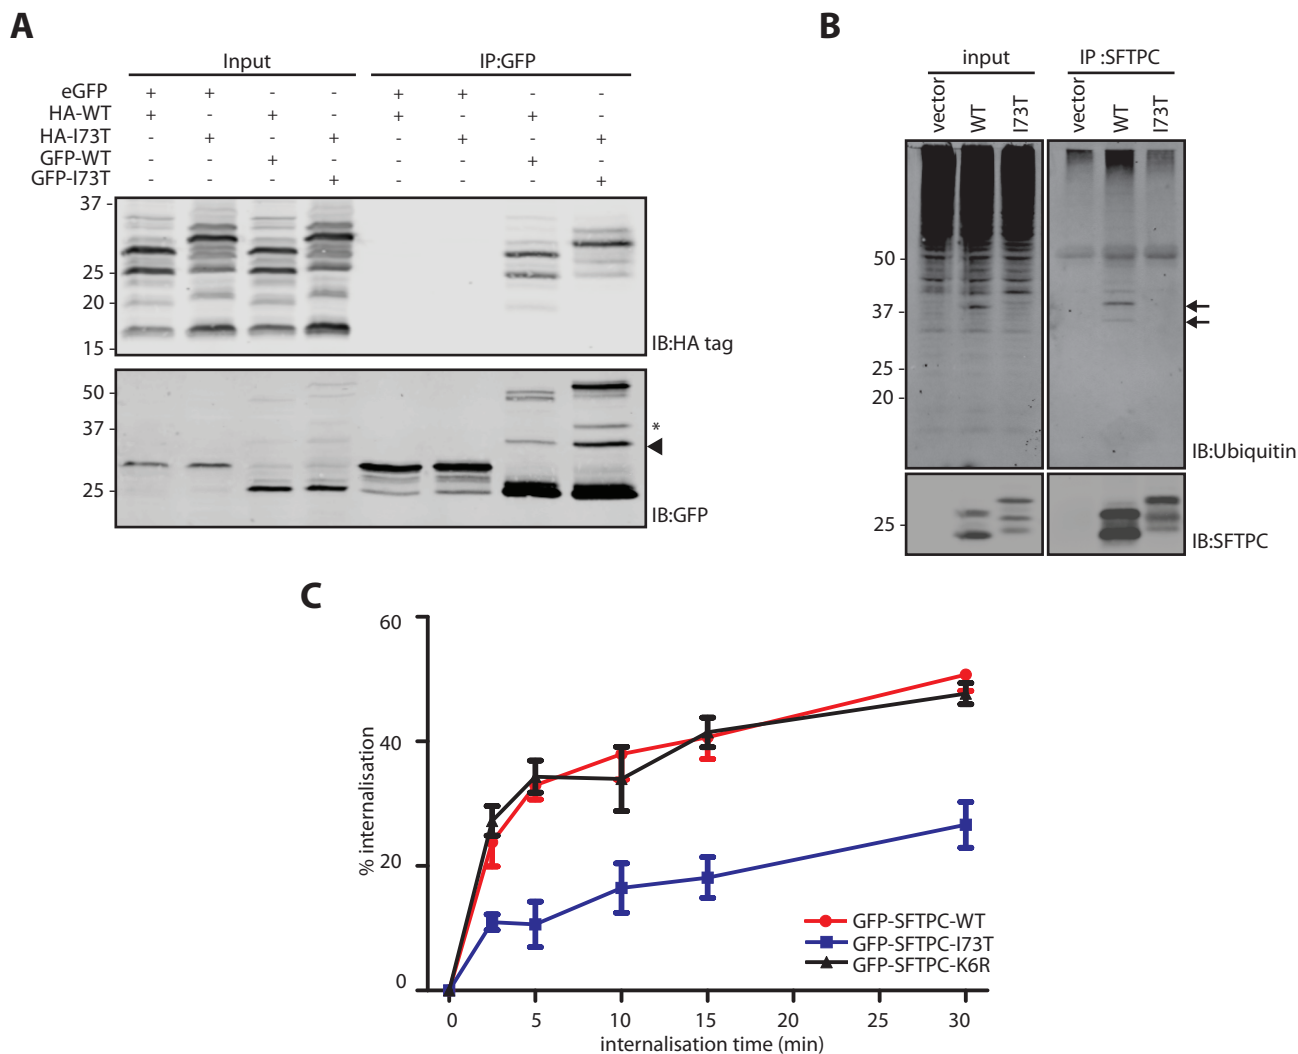 A
Input IP:GFP
eGFP + + - - + + - -
HA-WT + - + - + - + -
HA-I73T - + - + - + - +
GFP-WT - - + - - - + -
GFP-I73T - - - + - - - +
37 -
25 -
20 -
15 -
IB:HA tag
50 -
37 -
25 -
*
IB:GFP
B
input IP :SFTPC
vector WT I73T vector WT I73T
50 -
37 -
25 -
20 -
IB:Ubiquitin
25 -
IB:SFTPC
C
60
40
20
0
% internalisation
GFP-SFTPC-WT
GFP-SFTPC-I73T
GFP-SFTPC-K6R
0 5 10 15 20 25 30
internalisation time (min)